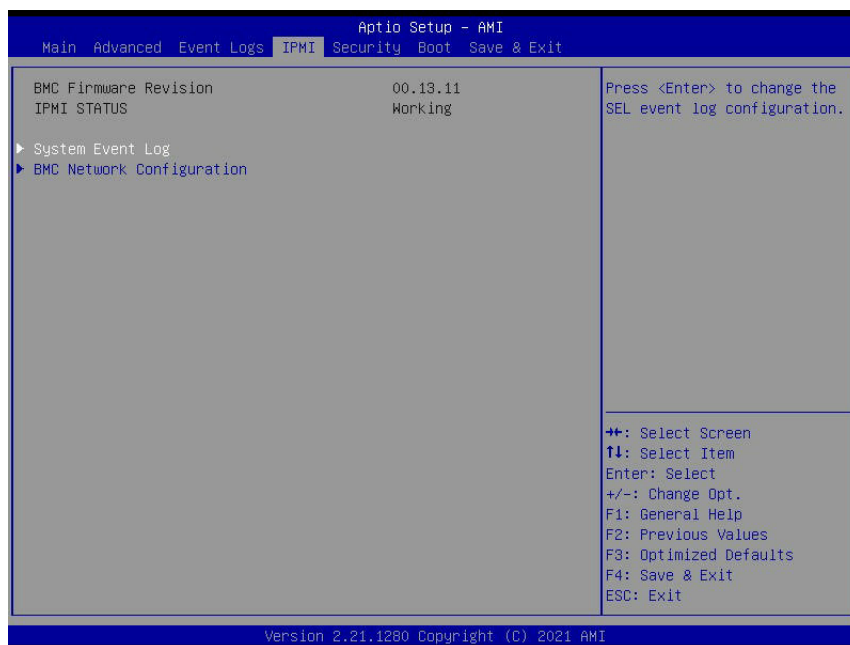 Aptio Setup - AMI
Main Advanced Event Logs IPMI Security Boot Save & Exit
BMC Firmware Revision 00.13.11
IPMI STATUS Working
System Event Log
BMC Network Configuration
Press <Enter> to change the
SEL event log configuration.
→←: Select Screen
↑↓: Select Item
Enter: Select
+/-: Change Opt.
F1: General Help
F2: Previous Values
F3: Optimized Defaults
F4: Save & Exit
ESC: Exit
Version 2.21.1280 Copyright (C) 2021 AMI